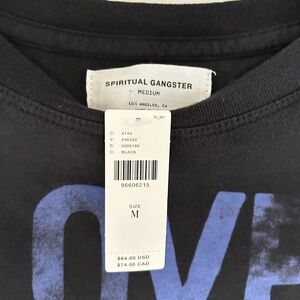 SPIRITUAL GANGSTER
MEDIUM
LOS ANGELES, CA
BLACK
96606215
SIZE
M
$64.00 USD
$74.00 CAD
OVE